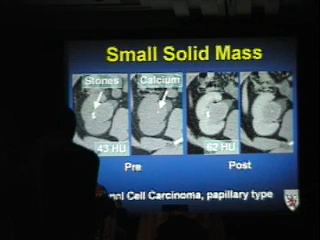 Small Solid Mass
Stones Calcium
43 HU 62 HU
Pre Post
Cell Carcinoma, papillary type